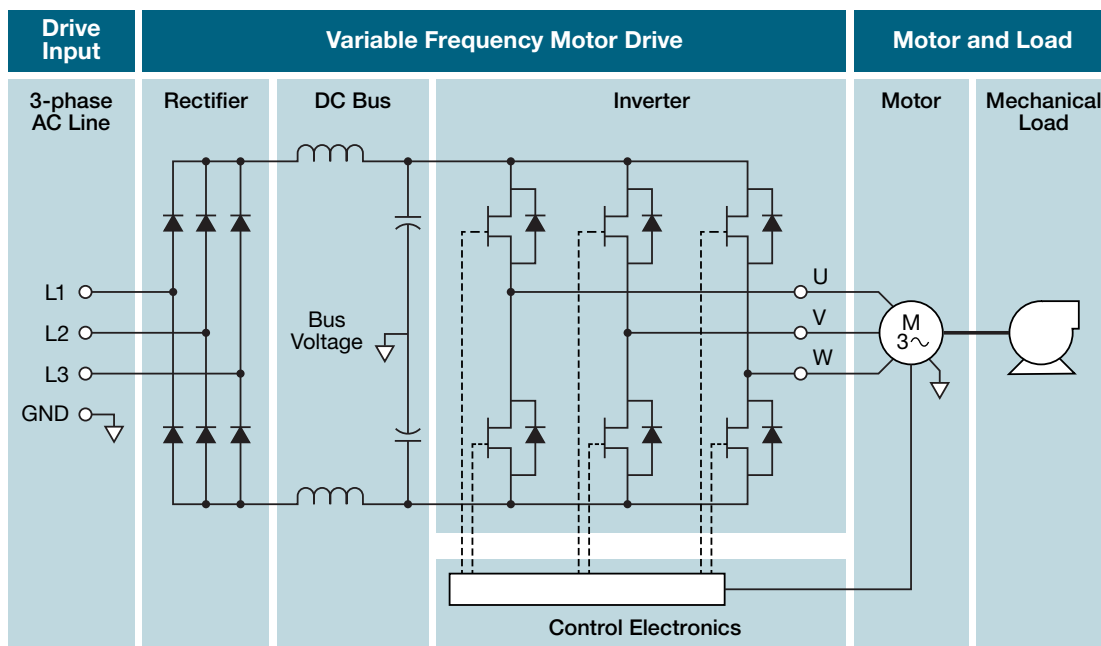 Drive
Input
Variable Frequency Motor Drive
Motor and Load
3-phase
AC Line
Rectifier
DC Bus
Inverter
Motor
Mechanical
Load
L1
L2
L3
GND
Bus
Voltage
U
V
W
M
3~
Control Electronics